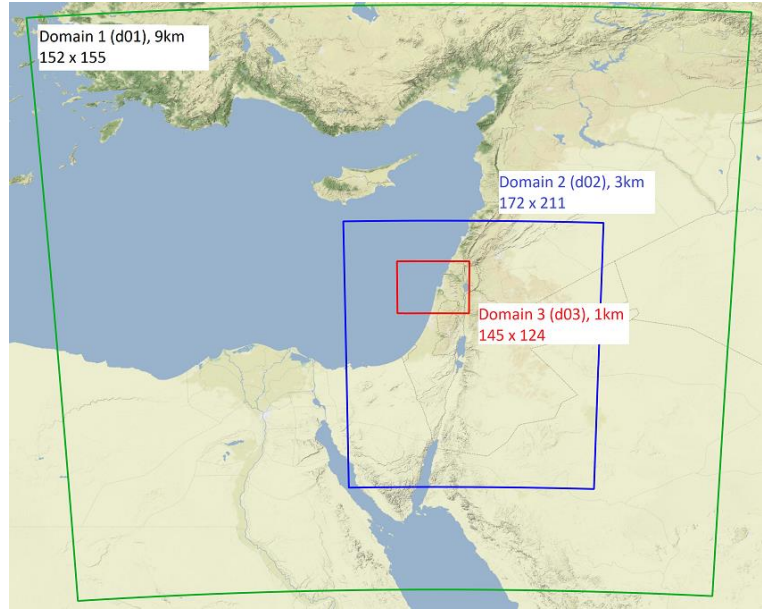 Domain 1 (d01), 9km
152 x 155
Domain 2 (d02), 3km
172 x 211
Domain 3 (d03), 1km
145 x 124